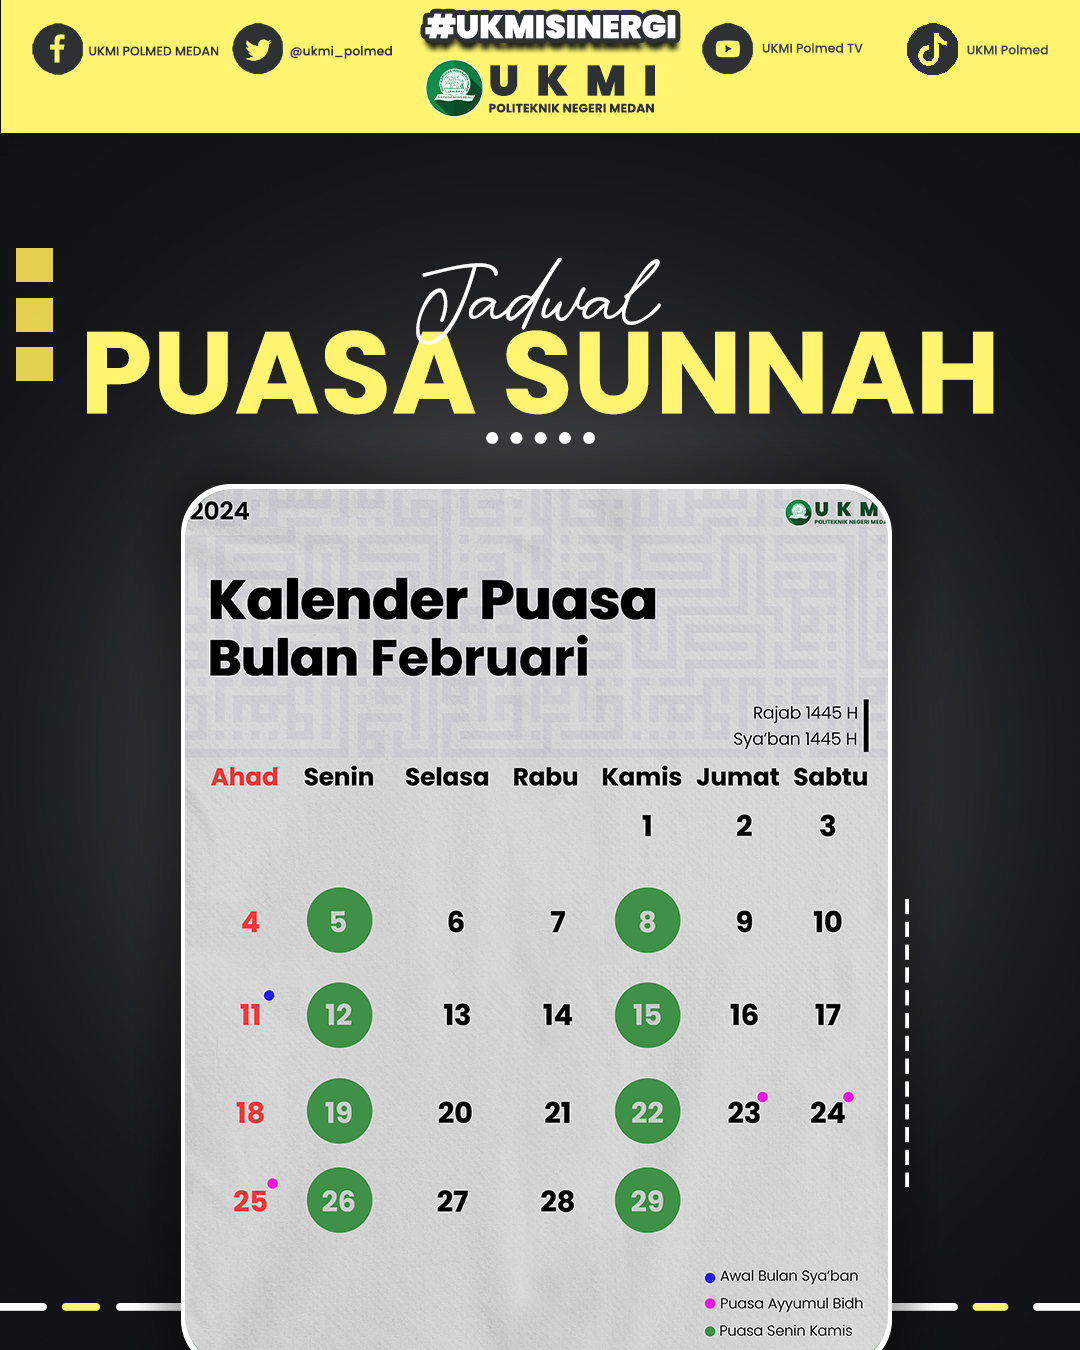 #UKMISINERGI
UKMI POLMED MEDAN
@ukmi_polmed
UKMI
POLITEKNIK NEGERI MEDAN
UKMI Polmed TV
UKMI Polmed
Jadwal
PUASA SUNNAH
2024
UKM
POLITEKNIK NEGERI MED
Kalender Puasa
Bulan Februari
Rajab 1445 H
Sya'ban 1445 H
Ahad Senin Selasa Rabu Kamis Jumat Sabtu
1 2 3
4 5 6 7 8 9 10
11 12 13 14 15 16 17
18 19 20 21 22 23 24
25 26 27 28 29
Awal Bulan Sya'ban
Puasa Ayyumul Bidh
Puasa Senin Kamis